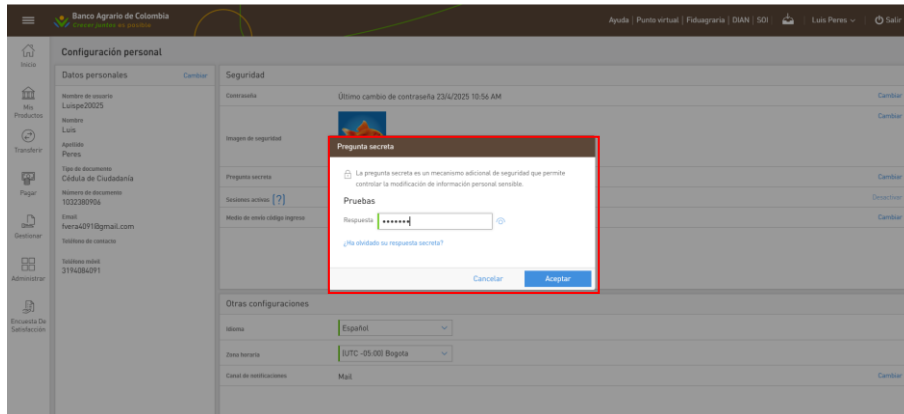 Banco Agrario de Colombia
Crecer juntos es posible
Ayuda | Punto virtual | Fiduagraria | DIAN | SOI | Luis Peres Salir
Inicio
Mis Productos
Transferir
Pagar
Gestionar
Administrar
Encuesta De Satisfacción
Configuración personal
Datos personales Cambiar
Nombre de usuario
Luispe20025
Nombre
Luis
Apellido
Peres
Tipo de documento
Cédula de Ciudadanía
Número de documento
1032380906
Email
fvera4091@gmail.com
Teléfono de contacto
Teléfono móvil
3194084091
Seguridad
Contraseña Último cambio de contraseña 23/4/2025 10:56 AM Cambiar
Imagen de seguridad Cambiar
Pregunta secreta Cambiar
Sesiones activas [?] Desactivar
Medio de envío código ingreso Cambiar
Pregunta secreta
La pregunta secreta es un mecanismo adicional de seguridad que permite
controlar la modificación de información personal sensible.
Pruebas
Respuesta •••••••
¿Ha olvidado su respuesta secreta?
Cancelar Aceptar
Otras configuraciones
Idioma Español
Zona horaria (UTC -05:00) Bogota
Canal de notificaciones Mail Cambiar